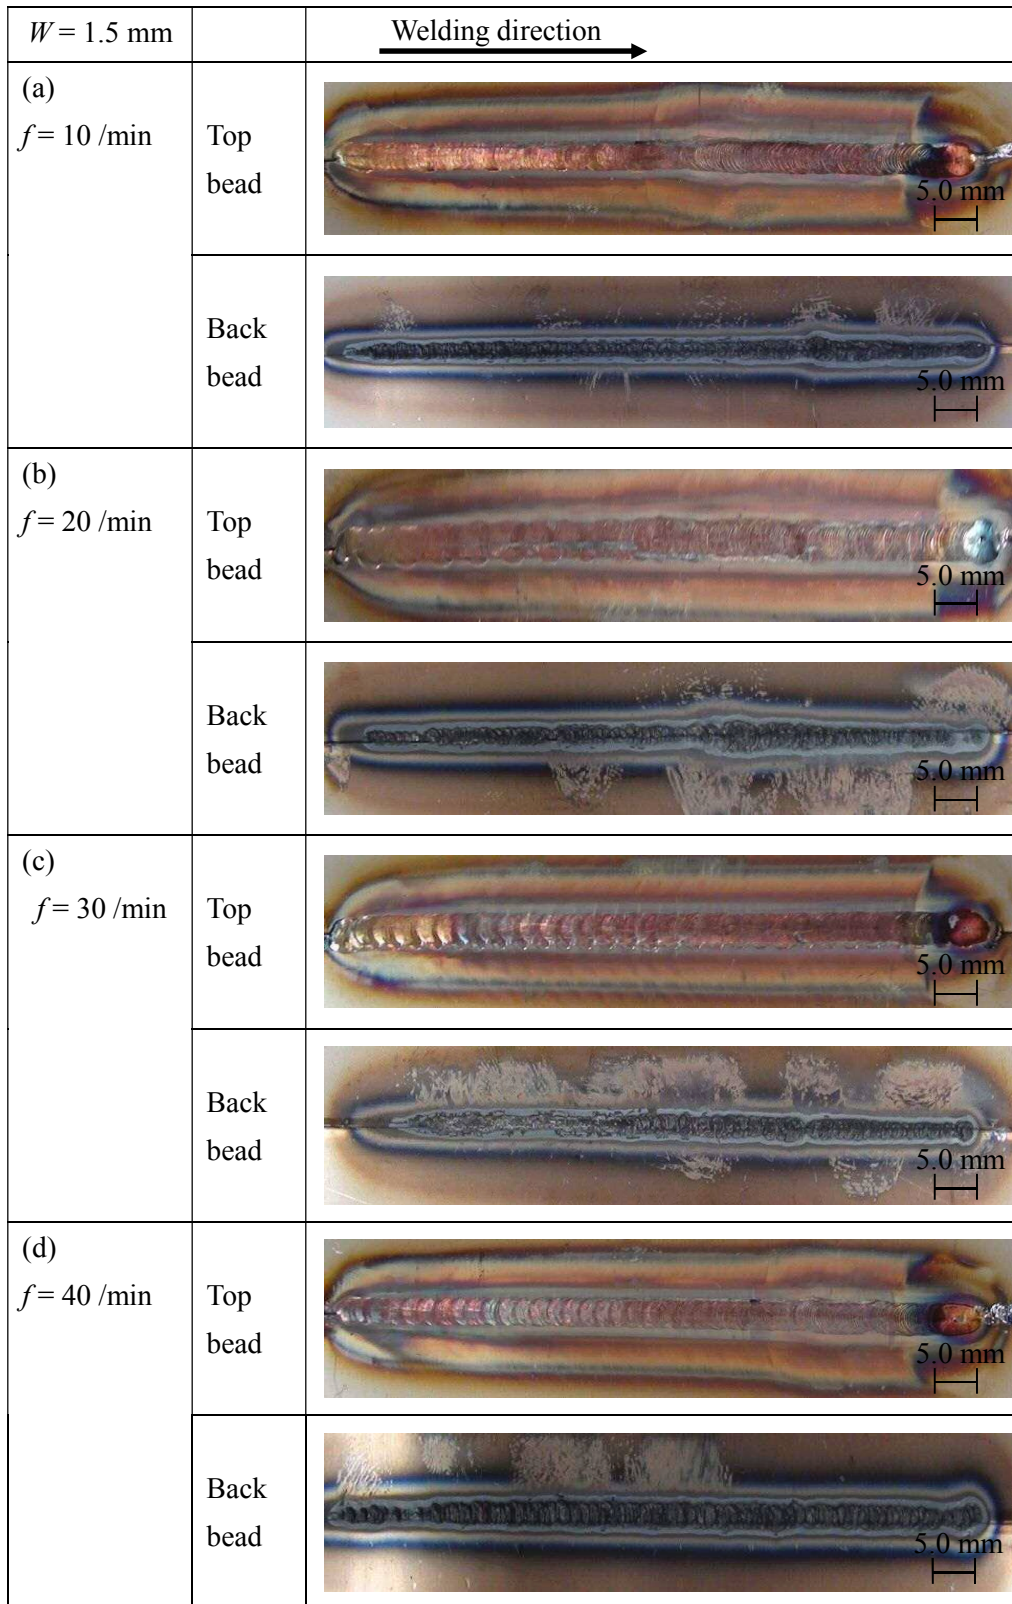 W = 1.5 mm
Welding direction
(a)
f = 10 /min
Top
bead
5.0 mm
Back
bead
5.0 mm
(b)
f = 20 /min
Top
bead
5.0 mm
Back
bead
5.0 mm
(c)
f = 30 /min
Top
bead
5.0 mm
Back
bead
5.0 mm
(d)
f = 40 /min
Top
bead
5.0 mm
Back
bead
5.0 mm